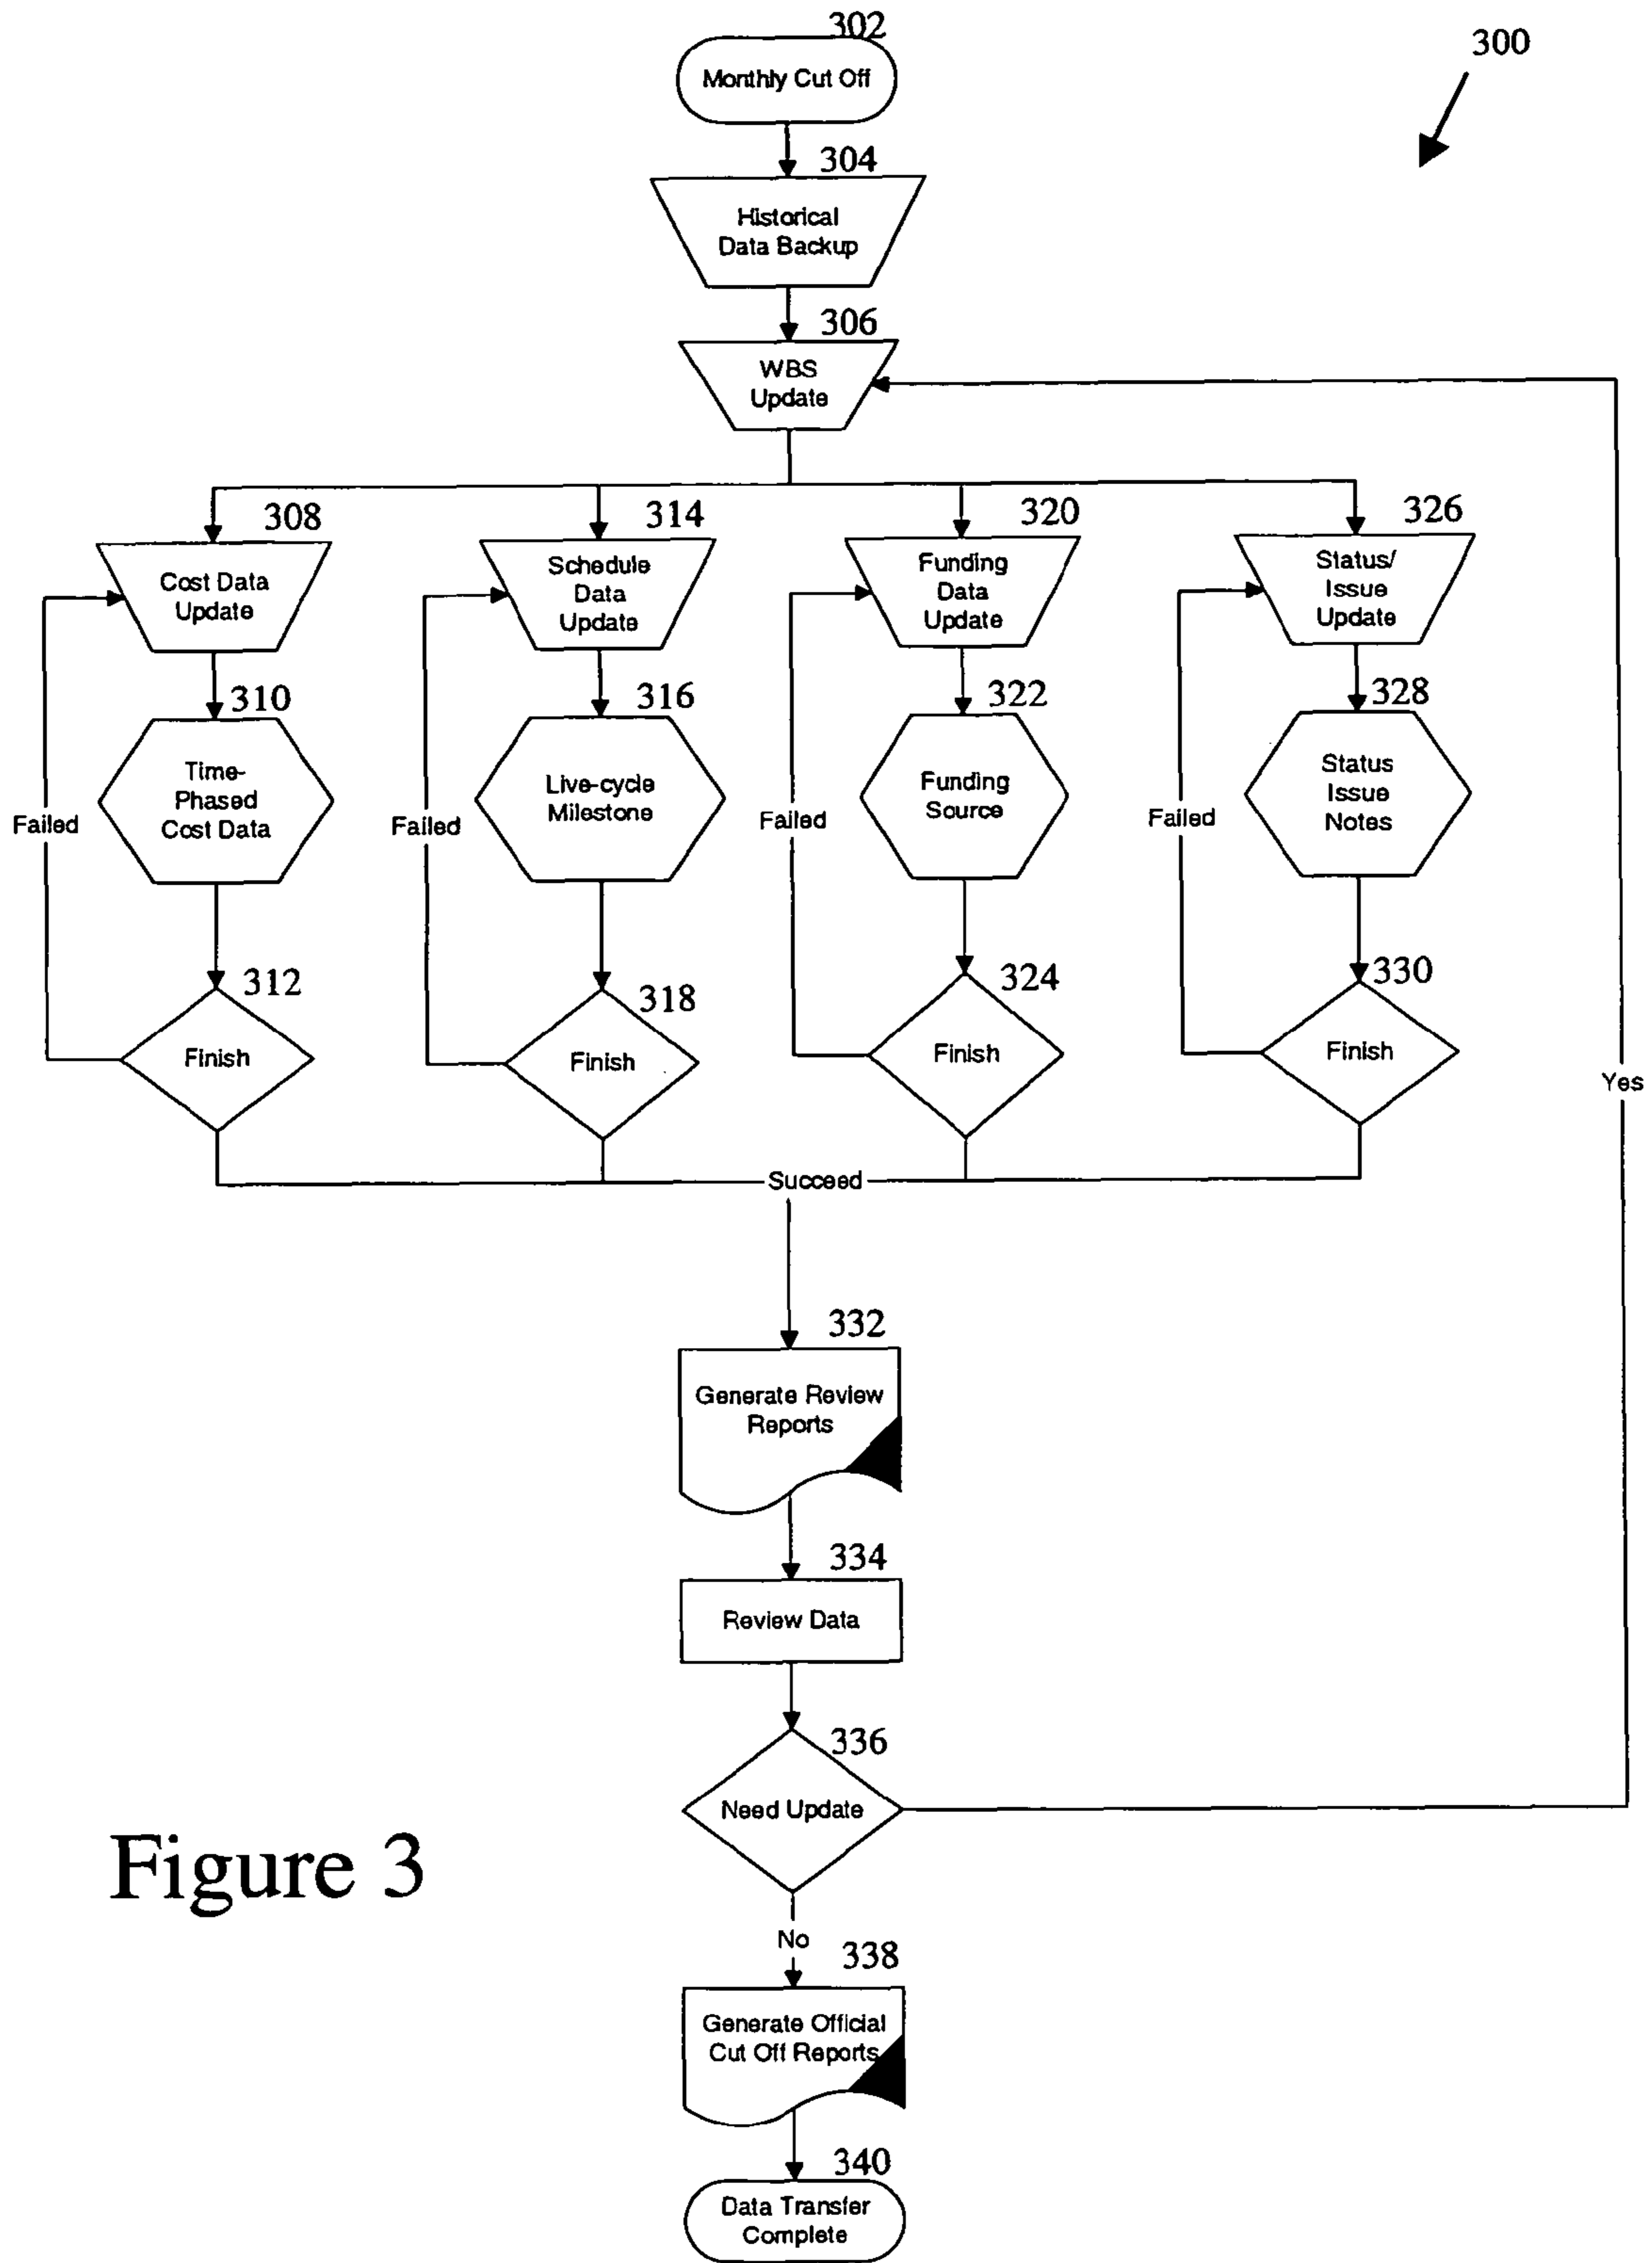 302
300
Monthly Cut Off
304
Historical
Data Backup
306
WBS
Update
308
314
320
326
Cost Data
Update
Schedule
Data
Update
Funding
Data
Update
Status/
Issue
Update
310
316
322
328
Time-
Phased
Cost Data
Live-cycle
Milestone
Funding
Source
Status
Issue
Notes
Failed
Failed
Failed
Failed
312
318
324
330
Finish
Finish
Finish
Finish
Yes
Succeed
332
Generate Review
Reports
334
Review Data
336
Need Update
Figure 3
No
338
Generate Official
Cut Off Reports
340
Data Transfer
Complete